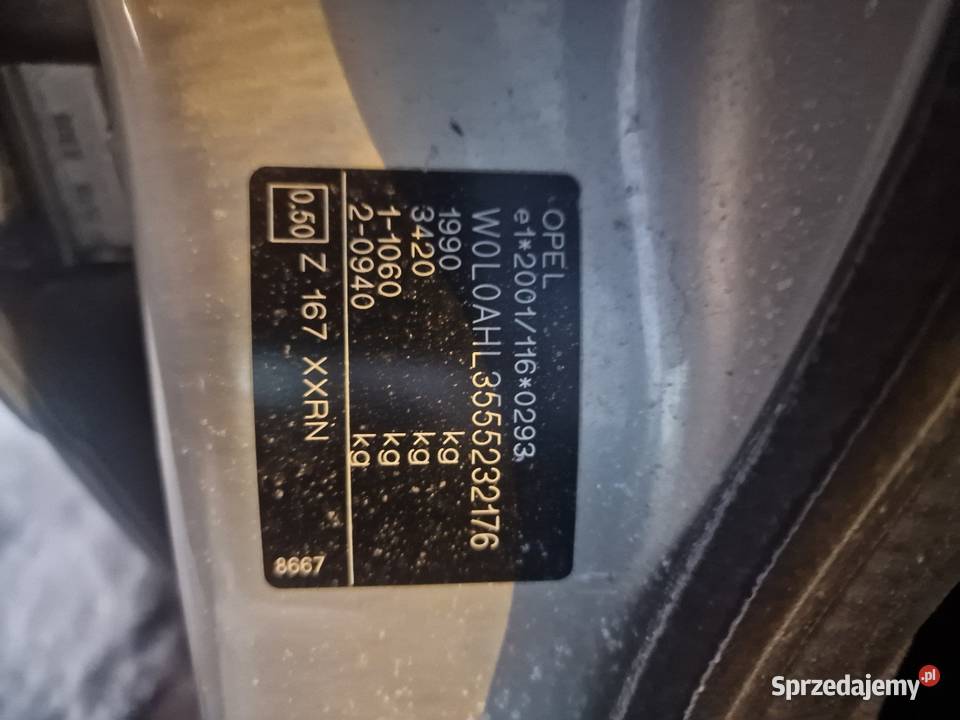 OPEL
e1*2001/116*0293
W0L0AHL3555232176
1990 kg
3420 kg
1-1060 kg
2-0940 kg
0.50 Z 167 XXRN
8667
Sprzedajemy.pl